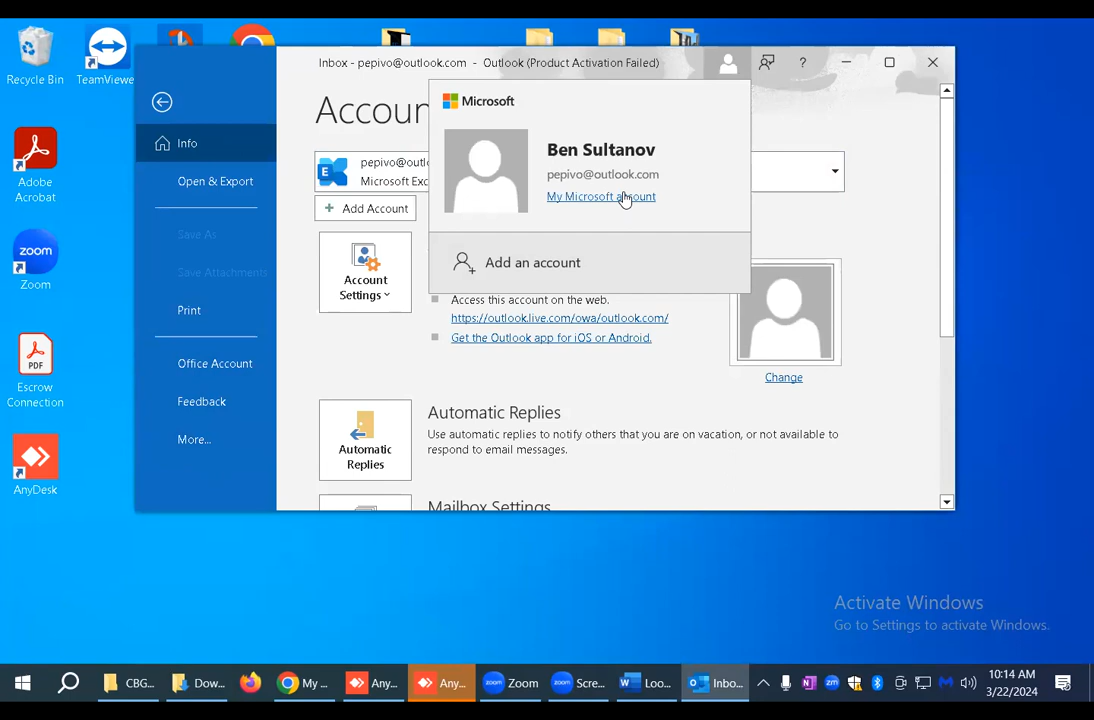 Recycle Bin
TeamViewe
Inbox - pepivo@outlook.com - Outlook (Product Activation Failed)
?
Microsoft
Accou
Ben Sultanov
pepivo@outlook.com
My Microsoft account
Info
pepivo@outl
Microsoft Exc
Open & Export
Add Account
Adobe
Acrobat
Save As
Add an account
Save Attachments
Account
Settings
Zoom
Access this account on the web.
https://outlook.live.com/owa/outlook.com/
Get the Outlook app for iOS or Android.
Print
Office Account
Change
PDF
Escrow
Connection
Feedback
Automatic Replies
Use automatic replies to notify others that you are on vacation, or not available to
respond to email messages.
More...
Automatic
Replies
AnyDesk
Mailbox Settings
Activate Windows
Go to Settings to activate Windows.
CBG...
Dow...
My ...
Any...
Any...
Zoom
Scre...
Loo...
Inbo...
10:14 AM
3/22/2024